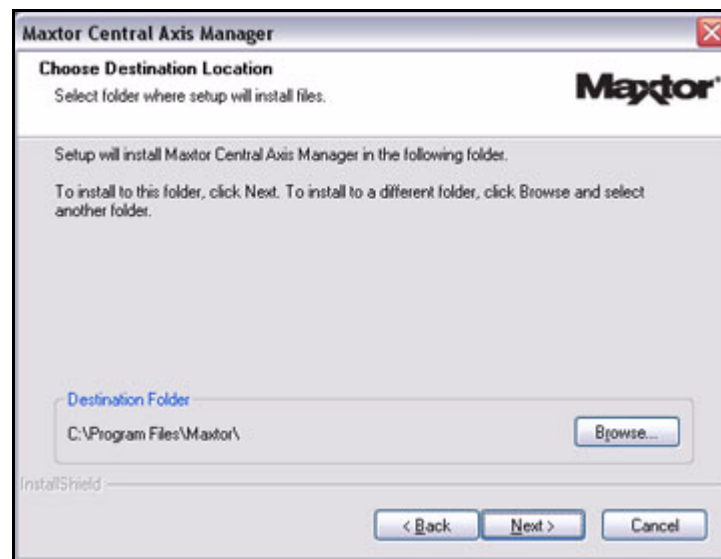 Maxtor Central Axis Manager
Choose Destination Location
Select folder where setup will install files.
Maxtor
Setup will install Maxtor Central Axis Manager in the following folder.
To install to this folder, click Next. To install to a different folder, click Browse and select
another folder.
Destination Folder
C:\Program Files\Maxtor\
Browse...
InstallShield
< Back
Next >
Cancel